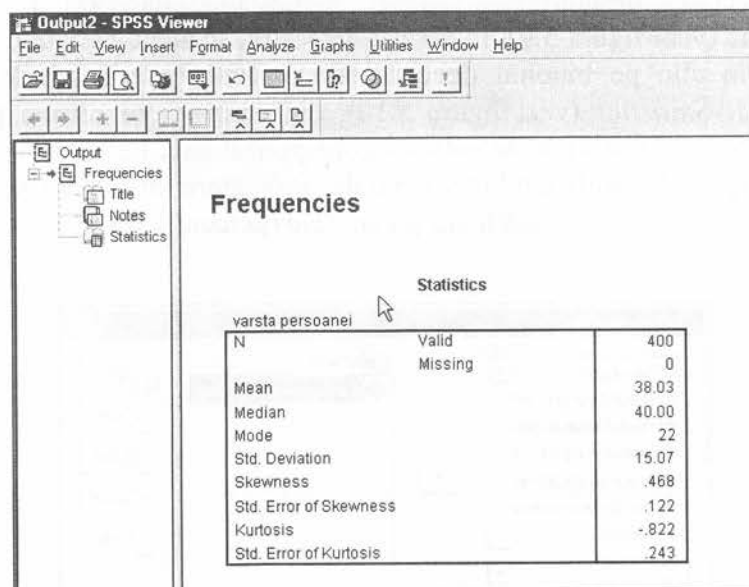 Output2 - SPSS Viewer
File Edit View Insert Format Analyze Graphs Utilities Window Help
Output
Frequencies
Title
Notes
Statistics
Frequencies
Statistics
varsta persoanei
N Valid 400
Missing 0
Mean 38.03
Median 40.00
Mode 22
Std. Deviation 15.07
Skewness .468
Std. Error of Skewness .122
Kurtosis -.822
Std. Error of Kurtosis .243